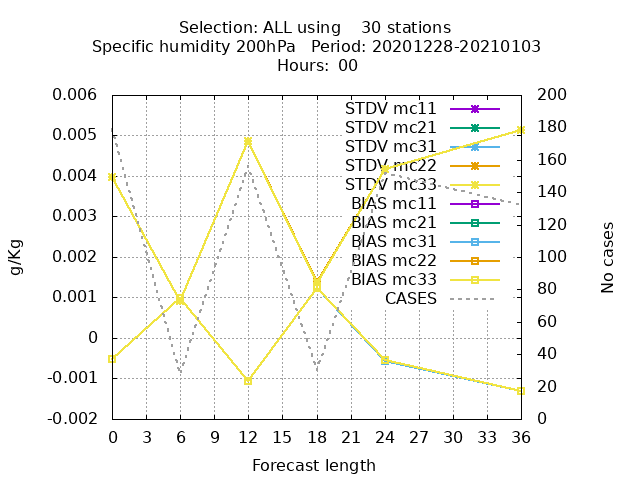 Selection: ALL using    30 stations
Specific humidity 200hPa   Period: 20201228-20210103
Hours: 00
0.006
0.005
0.004
0.003
0.002
0.001
0
-0.001
-0.002
g/Kg
STDV mc11
STDV mc21
STDV mc31
STDV mc22
STDV mc33
BIAS mc11
BIAS mc21
BIAS mc31
BIAS mc22
BIAS mc33
CASES
200
180
160
140
120
100
80
60
40
20
0
No cases
0 3 6 9 12 15 18 21 24 27 30 33 36
Forecast length